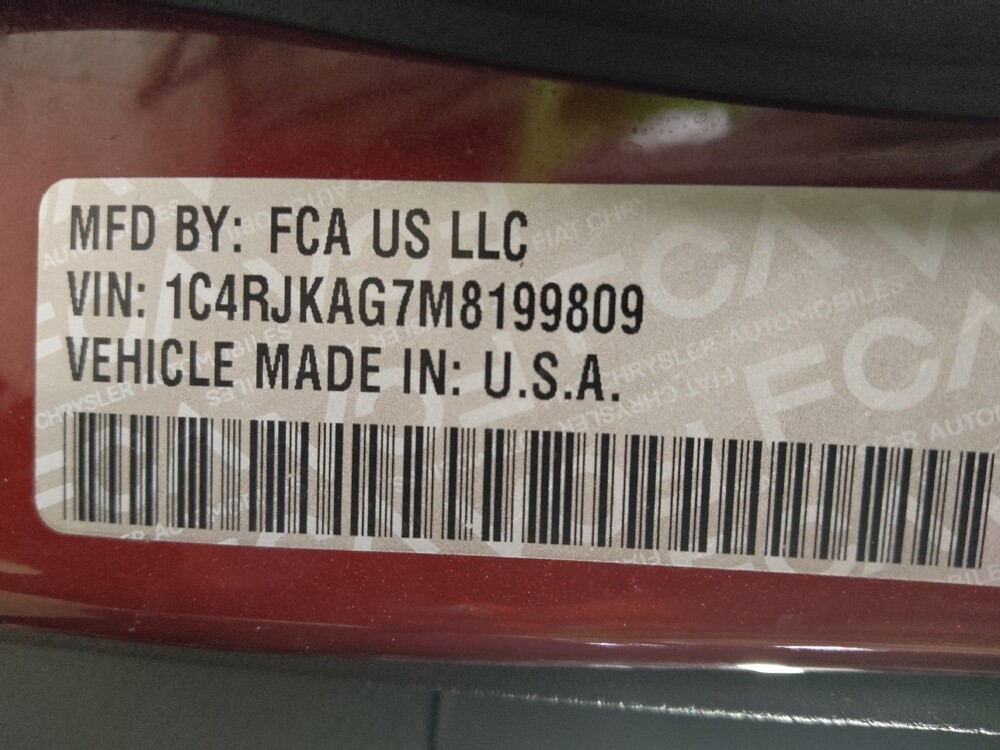 MFD BY: FCA US LLC
VIN: 1C4RJKAG7M8199809
VEHICLE MADE IN: U.S.A.